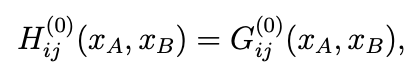 H_{ij}^{(0)}(x_A, x_B) = G_{ij}^{(0)}(x_A, x_B),